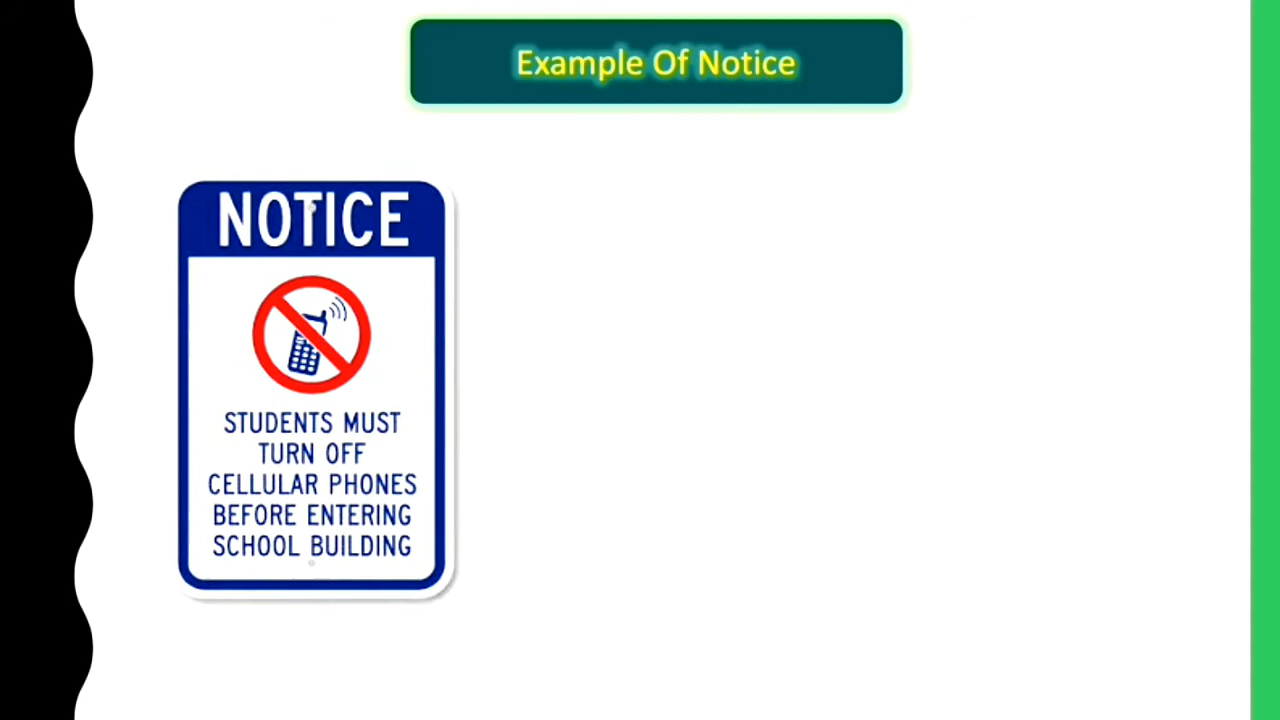 Example Of Notice
NOTICE
STUDENTS MUST
TURN OFF
CELLULAR PHONES
BEFORE ENTERING
SCHOOL BUILDING